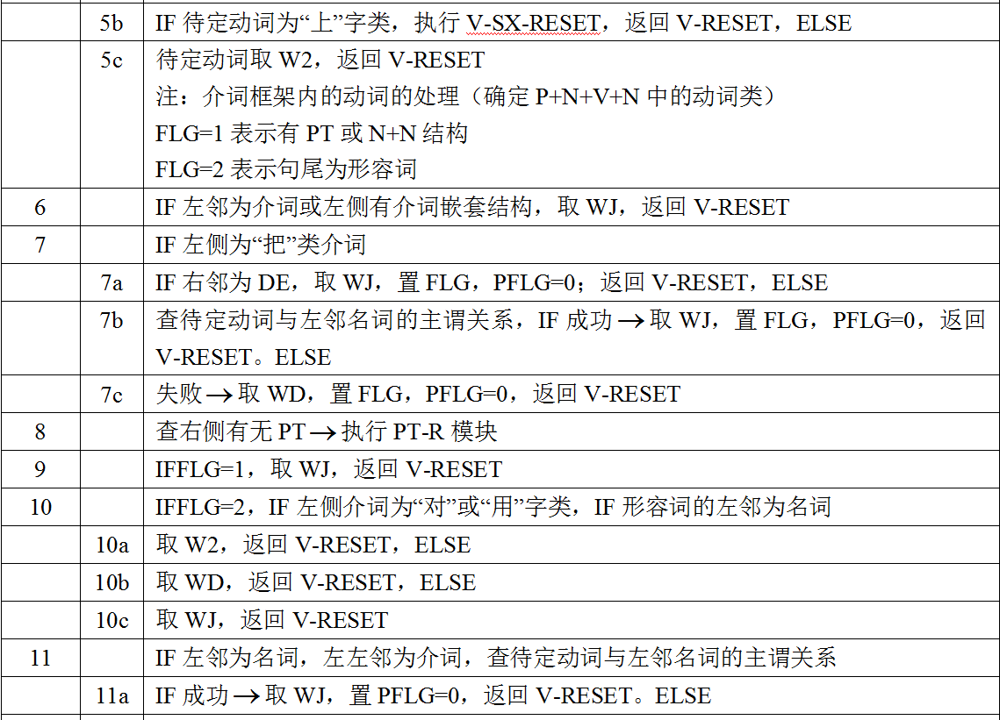 5b IF 待定动词为“上”字类，执行 V-SX-RESET，返回 V-RESET，ELSE
5c 待定动词取 W2，返回 V-RESET
注：介词框架内的动词的处理（确定 P+N+V+N 中的动词类）
FLG=1 表示有 PT 或 N+N 结构
FLG=2 表示句尾为形容词
6 IF 左邻为介词或左侧有介词嵌套结构，取 WJ，返回 V-RESET
7 IF 左侧为“把”类介词
7a IF 右邻为 DE，取 WJ，置 FLG，PFLG=0；返回 V-RESET，ELSE
7b 查待定动词与左邻名词的主谓关系，IF 成功→取 WJ，置 FLG，PFLG=0，返回
V-RESET。ELSE
7c 失败→取 WD，置 FLG，PFLG=0，返回 V-RESET
8 查右侧有无 PT→执行 PT-R 模块
9 IFFLG=1，取 WJ，返回 V-RESET
10 IFFLG=2，IF 左侧介词为“对”或“用”字类，IF 形容词的左邻为名词
10a 取 W2，返回 V-RESET，ELSE
10b 取 WD，返回 V-RESET，ELSE
10c 取 WJ，返回 V-RESET
11 IF 左邻为名词，左左邻为介词，查待定动词与左邻名词的主谓关系
11a IF 成功→取 WJ，置 PFLG=0，返回 V-RESET。ELSE